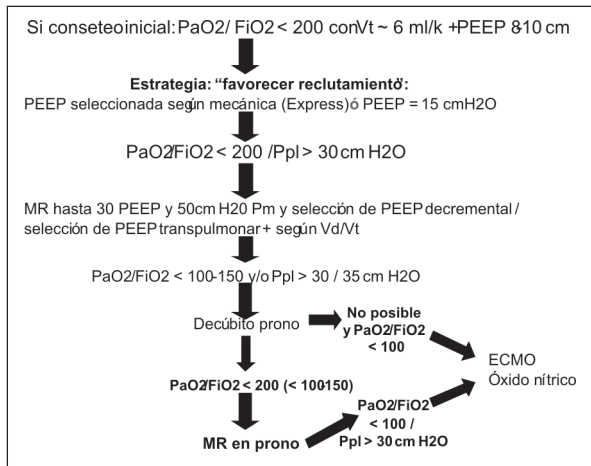 Si conseteoinicial: PaO2/ FiO2 < 200 conVt ~ 6 ml/k +PEEP 8-10 cm
Estrategia: “favorecer reclutamiento”:
PEEP seleccionada según mecánica (Express)ó PEEP = 15 cmH2O
PaO2/FiO2 < 200 /Ppl > 30 cm H2O
MR hasta 30 PEEP y 50cm H20 Pm y selección de PEEP decremental /
selección de PEEP transpulmonar + según Vd/Vt
PaO2/FiO2 < 100-150 y/o Ppl > 30 / 35 cm H2O
Decúbito prono
No posible
y PaO2/FiO2
< 100
ECMO
Óxido nítrico
PaO2/FiO2 < 200 (< 100-150)
MR en prono
PaO2/FiO2
< 100 /
Ppl > 30 cm H2O